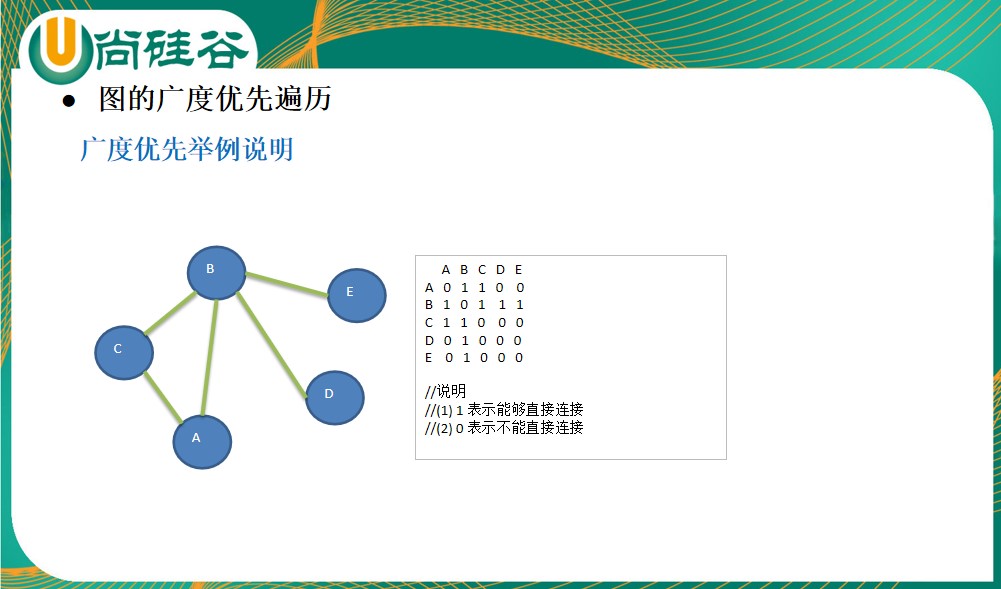 U尚硅谷
● 图的广度优先遍历
广度优先举例说明
B
E
C
D
A
A B C D E
A 0 1 1 0 0
B 1 0 1 1 1
C 1 1 0 0 0
D 0 1 0 0 0
E 0 1 0 0 0
//说明
//(1) 1 表示能够直接连接
//(2) 0 表示不能直接连接